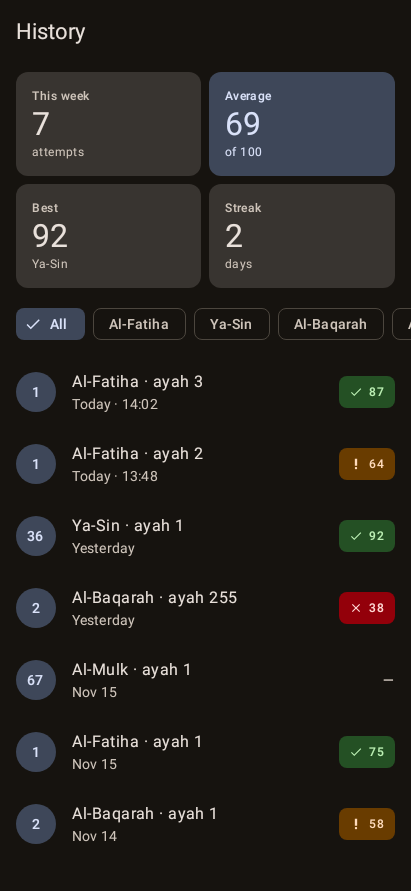 History
This week
7
attempts
Average
69
of 100
Best
92
Ya-Sin
Streak
2
days
All
Al-Fatiha
Ya-Sin
Al-Baqarah
1
Al-Fatiha · ayah 3
Today · 14:02
87
1
Al-Fatiha · ayah 2
Today · 13:48
! 64
36
Ya-Sin · ayah 1
Yesterday
92
2
Al-Baqarah · ayah 255
Yesterday
38
67
Al-Mulk · ayah 1
Nov 15
–
1
Al-Fatiha · ayah 1
Nov 15
75
2
Al-Baqarah · ayah 1
Nov 14
! 58